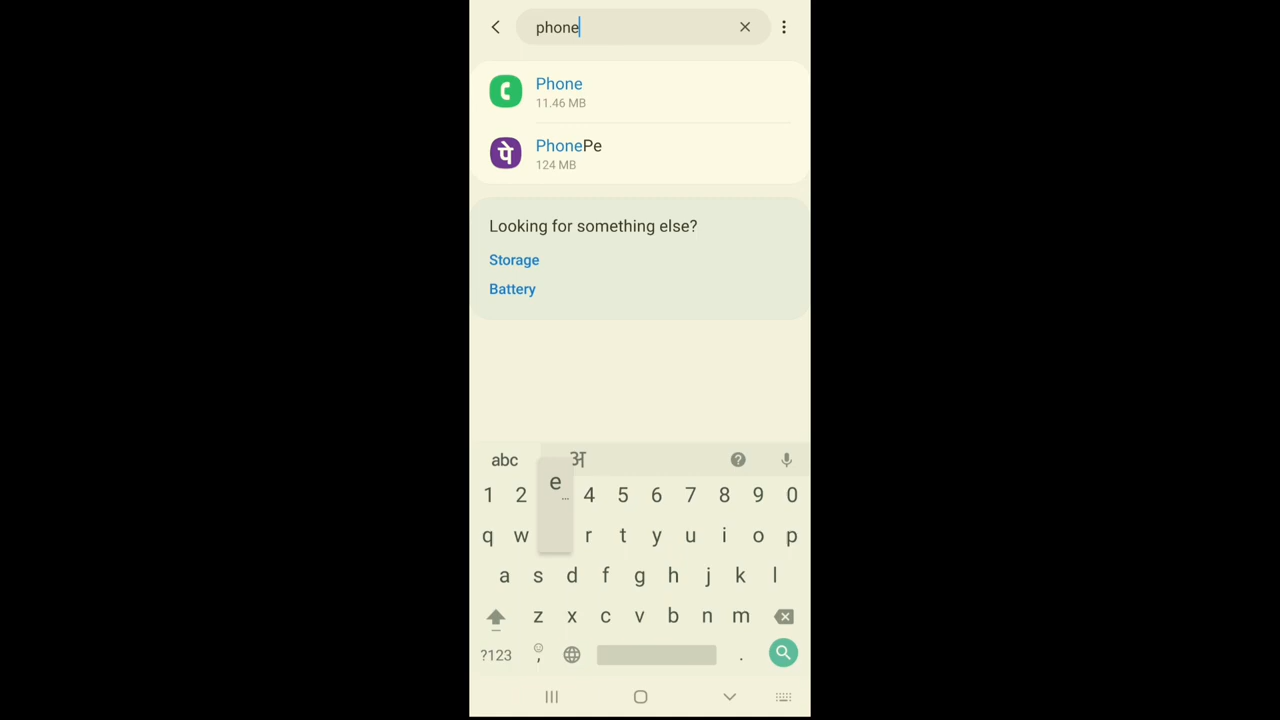 phone
Phone
11.46 MB
पे
PhonePe
124 MB
Looking for something else?
Storage
Battery
abc अ
e
1 2 4 5 6 7 8 9 0
q w r t y u i o p
a s d f g h j k l
z x c v b n m
?123 , .